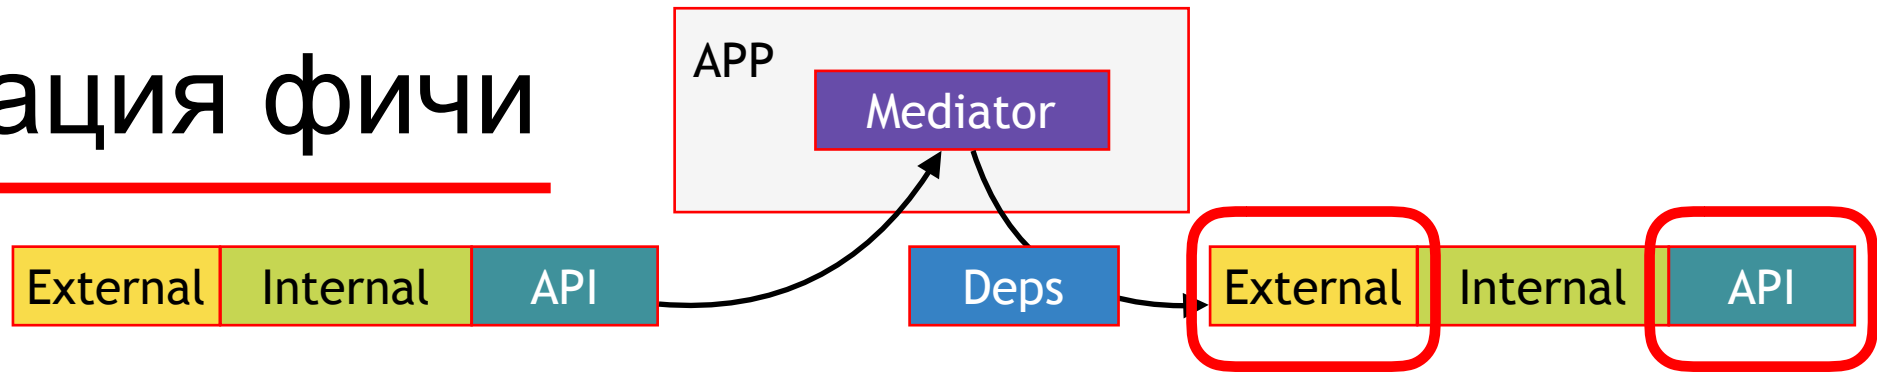 ация фичи
APP
Mediator
External Internal API
Deps
External Internal API